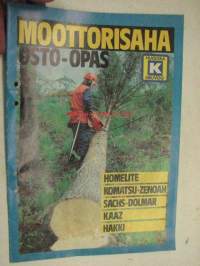 MOOTTORISAHA
OSTO-OPAS
K
HOMELITE
KOMATSU-ZENOAH
SACHS-DOLMAR
KAAZ
HAKKI